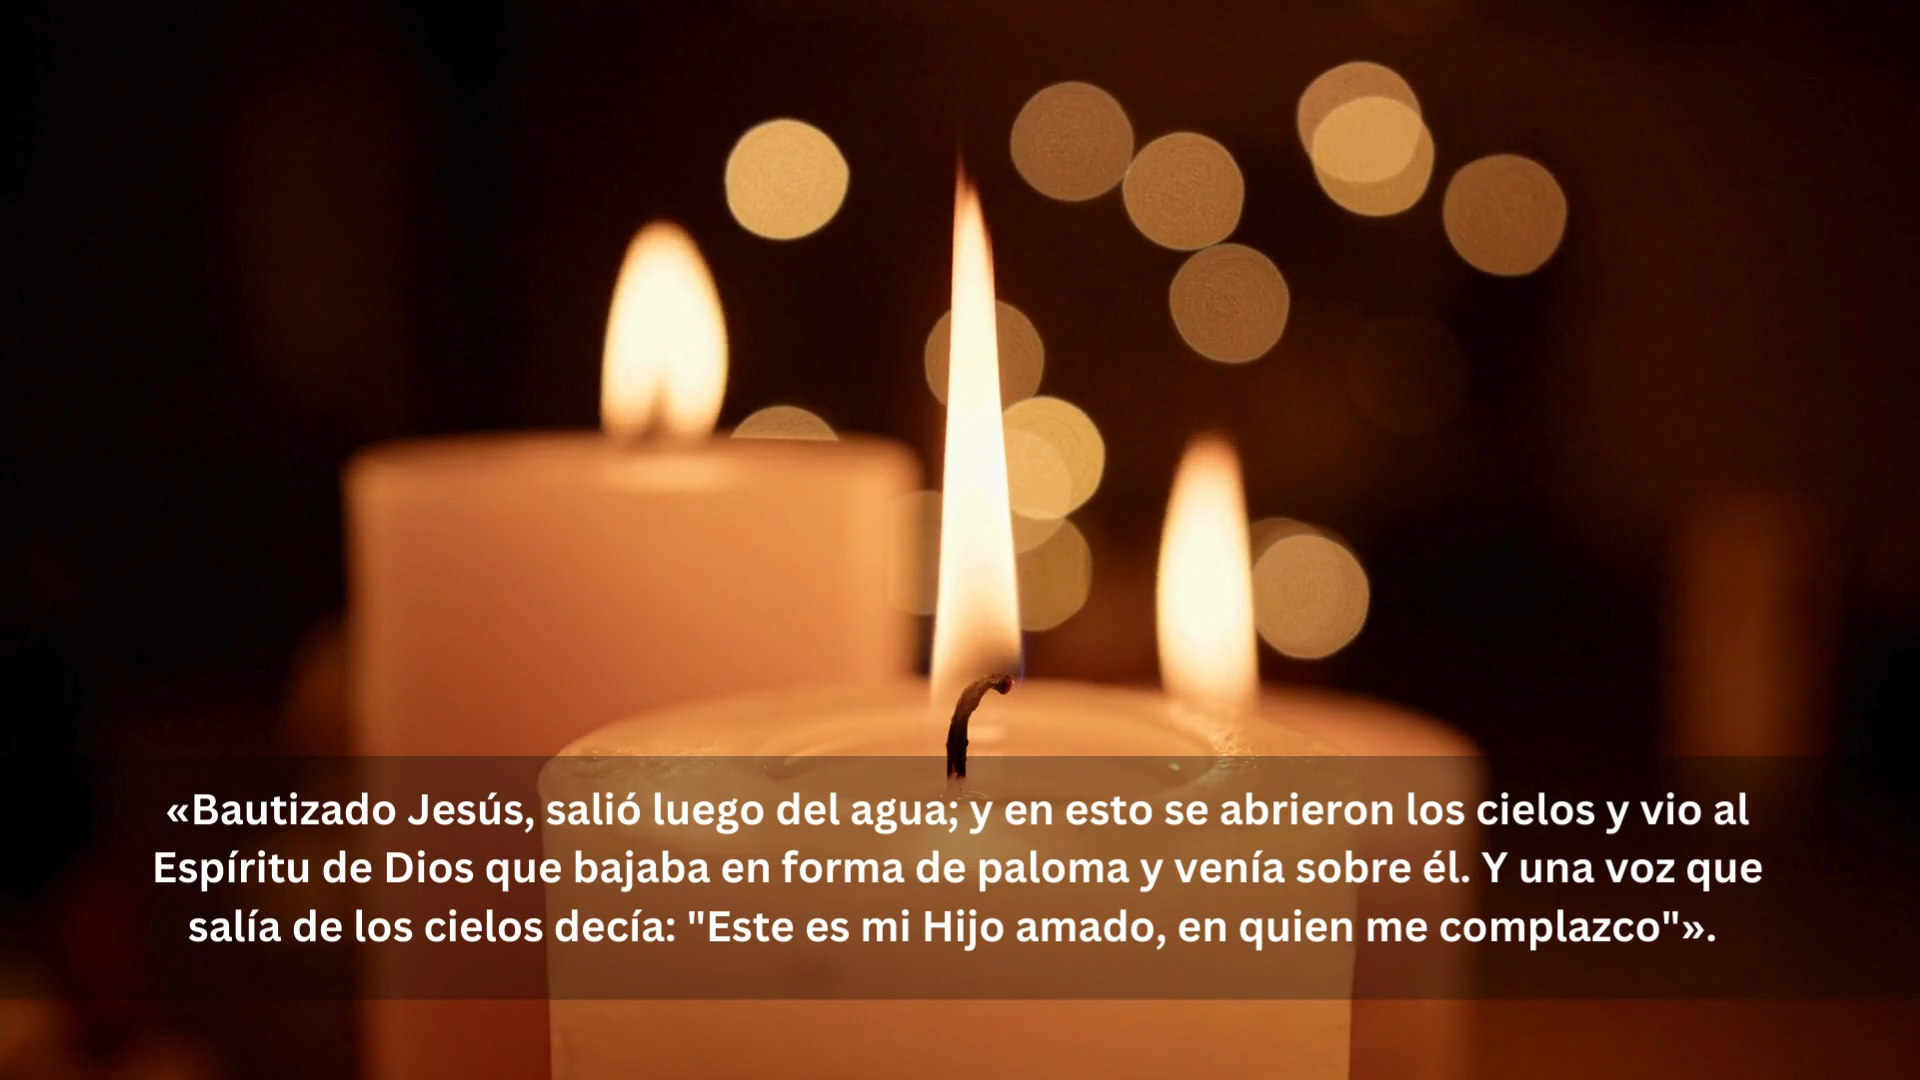 «Bautizado Jesús, salió luego del agua; y en esto se abrieron los cielos y vio al
Espíritu de Dios que bajaba en forma de paloma y venía sobre él. Y una voz que
salía de los cielos decía: "Este es mi Hijo amado, en quien me complazco"».